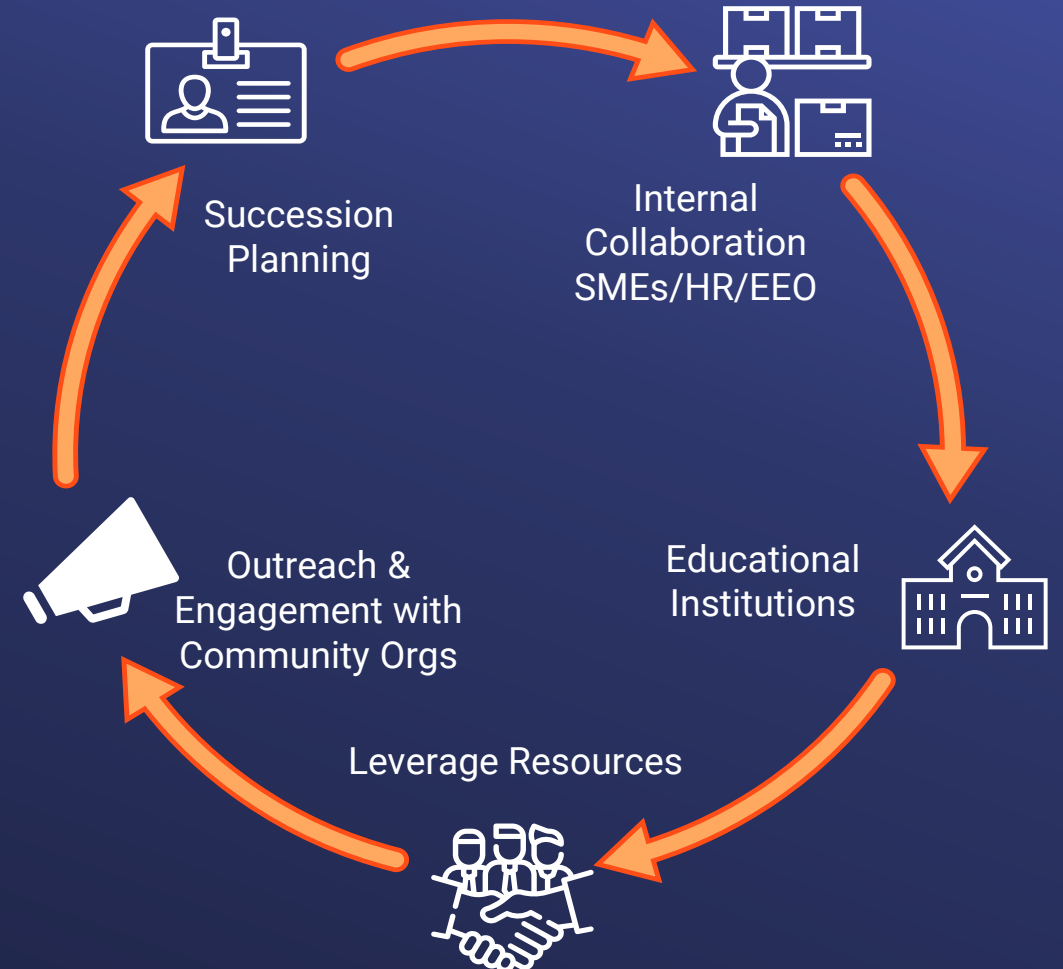 Succession
Planning
Internal
Collaboration
SMEs/HR/EEO
Educational
Institutions
Leverage Resources
Outreach &
Engagement with
Community Orgs